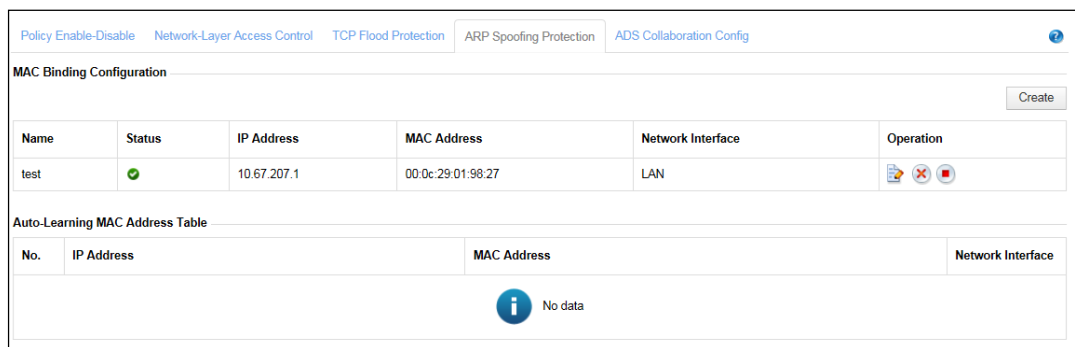 Policy Enable-Disable Network-Layer Access Control TCP Flood Protection ARP Spoofing Protection ADS Collaboration Config ?
MAC Binding Configuration
Create
Name Status IP Address MAC Address Network Interface Operation
test 10.67.207.1 00:0c:29:01:98:27 LAN
Auto-Learning MAC Address Table
No. IP Address MAC Address Network Interface
i No data